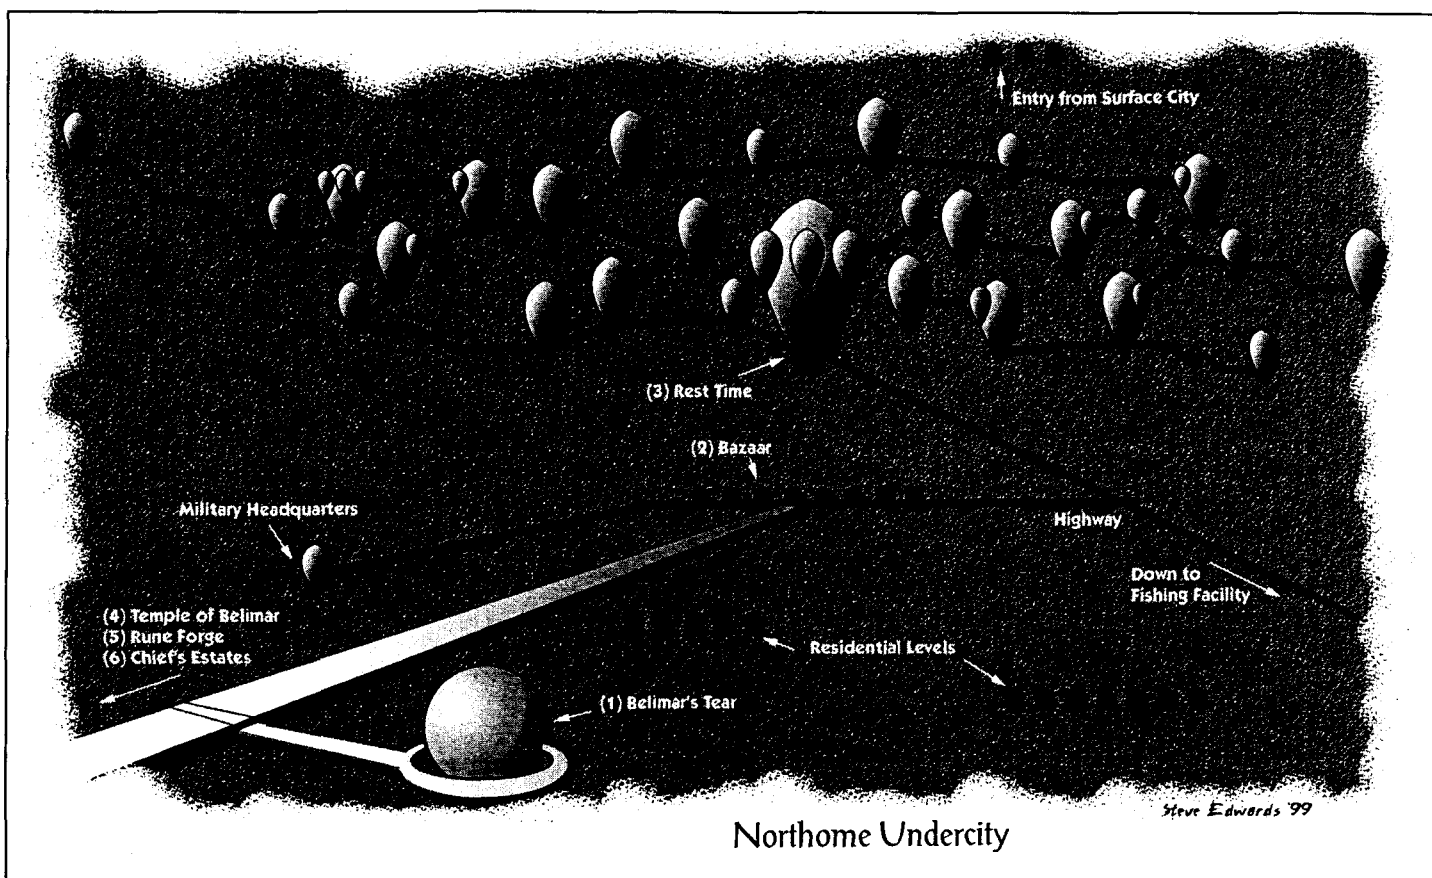 Entry from Surface City
(3) Rest Time
(2) Bazaar
Military Headquarters
Highway
Down to
Fishing Facility
(4) Temple of Belimar
(5) Rune Forge
(6) Chief's Estates
Residential Levels
(1) Belimar's Tear
Steve Edwards '99
Northome Undercity